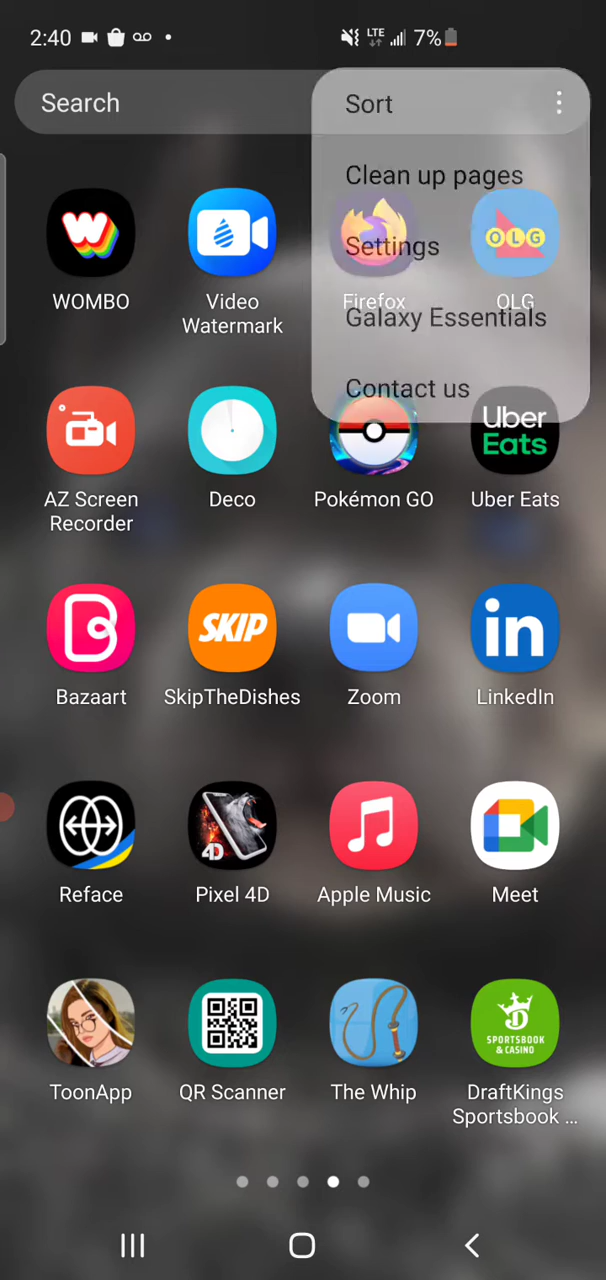 2:40
LTE
7%
Search
Sort
Clean up pages
Settings
Galaxy Essentials
Contact us
W
OLG
WOMBO
Video
Watermark
Firefox
OLG
Uber
Eats
AZ Screen
Recorder
Deco
Pokémon GO
Uber Eats
SKIP
in
Bazaart
SkipTheDishes
Zoom
LinkedIn
4D
Reface
Pixel 4D
Apple Music
Meet
SPORTSBOOK
& CASINO
ToonApp
QR Scanner
The Whip
DraftKings
Sportsbook ...